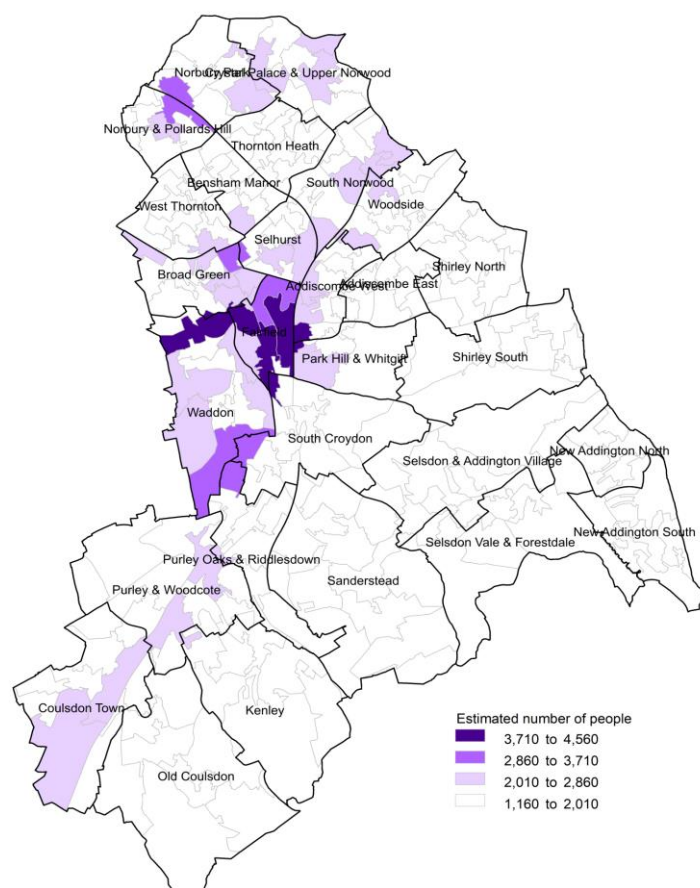 Norbury Park
Crystal Palace & Upper Norwood
Norbury & Pollards Hill
Thornton Heath
Bensham Manor
South Norwood
West Thornton
Woodside
Selhurst
Shirley North
Broad Green
Addiscombe West
Addiscombe East
Fairfield
Park Hill & Whitgift
Shirley South
Waddon
South Croydon
New Addington North
Selsdon & Addington Village
New Addington South
Selsdon Vale & Forestdale
Purley Oaks & Riddlesdown
Sanderstead
Purley & Woodcote
Coulsdon Town
Kenley
Old Coulsdon
Estimated number of people
3,710 to 4,560
2,860 to 3,710
2,010 to 2,860
1,160 to 2,010